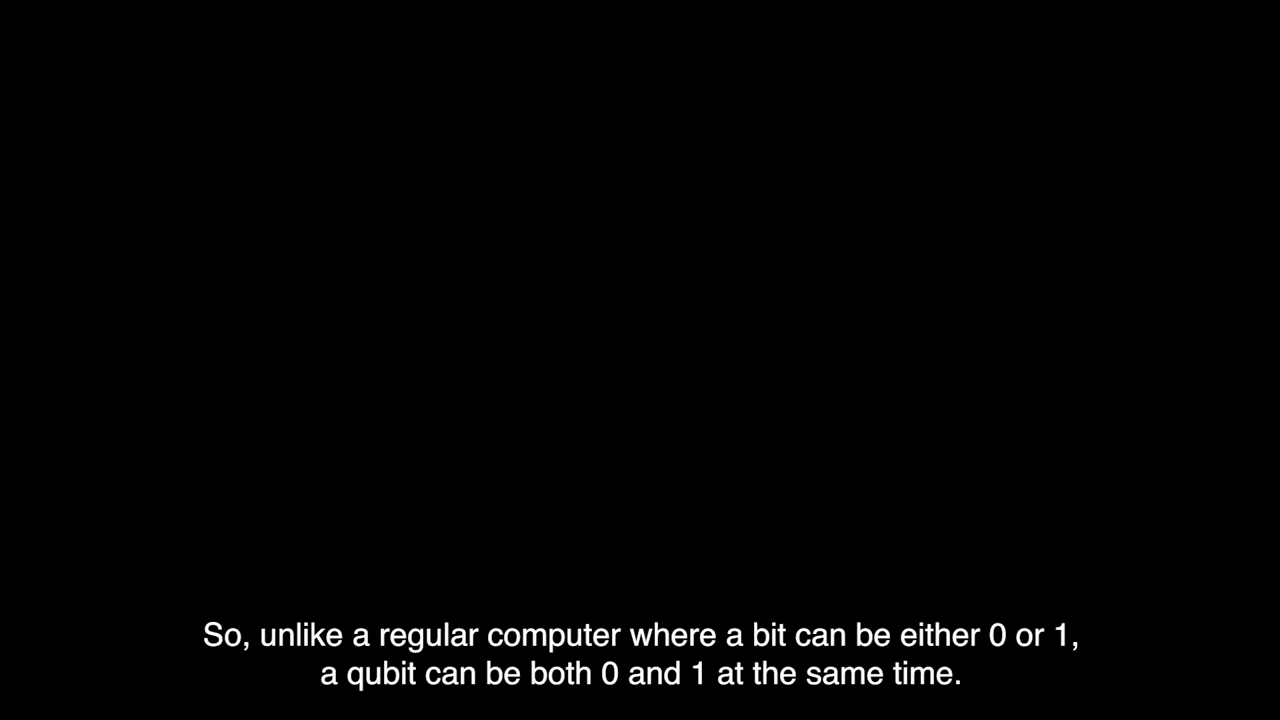 So, unlike a regular computer where a bit can be either 0 or 1,
a qubit can be both 0 and 1 at the same time.